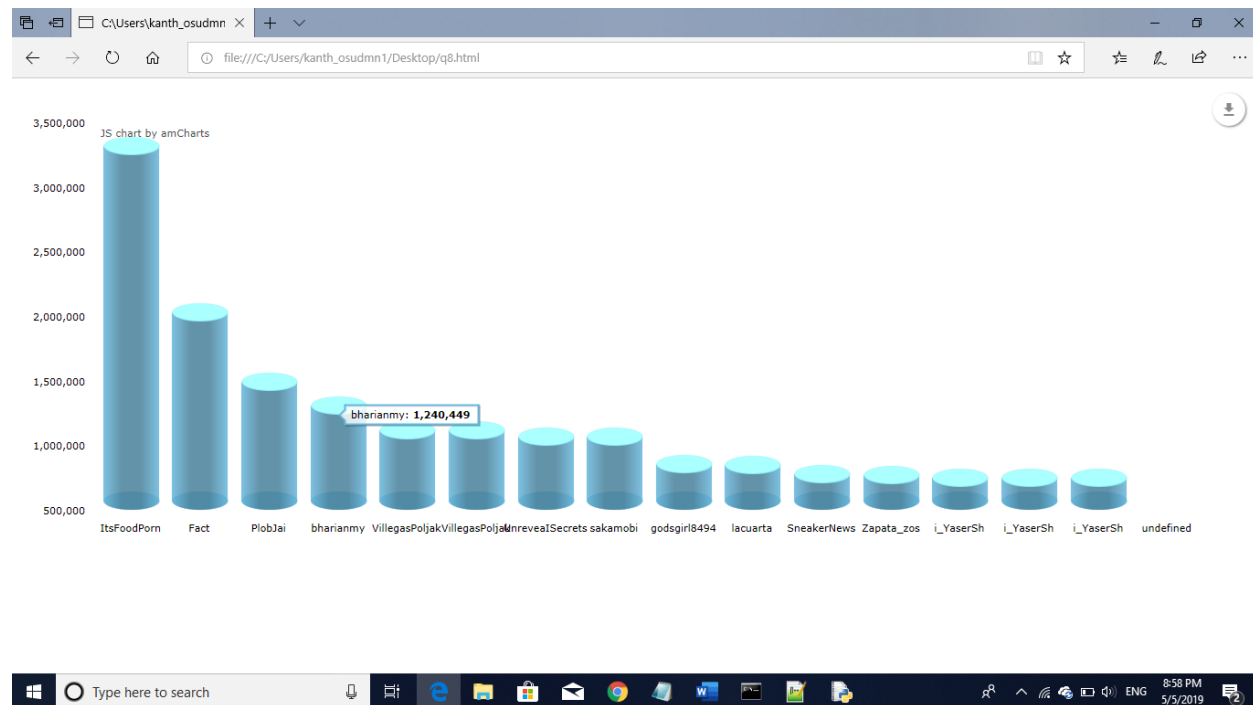 C:\Users\kanth_osudmn
file:///C:/Users/kanth_osudmn1/Desktop/q8.html
3,500,000
JS chart by amCharts
3,000,000
2,500,000
2,000,000
1,500,000
bharianmy: 1,240,449
1,000,000
500,000
ItsFoodPorn Fact PlobJai bharianmy VillegasPoljak VillegasPoljak UnreveaISecrets sakamobi godsgirl8494 lacuarta SneakerNews Zapata_zos i_YaserSh i_YaserSh i_YaserSh undefined
Type here to search
ENG
8:58 PM
5/5/2019
2